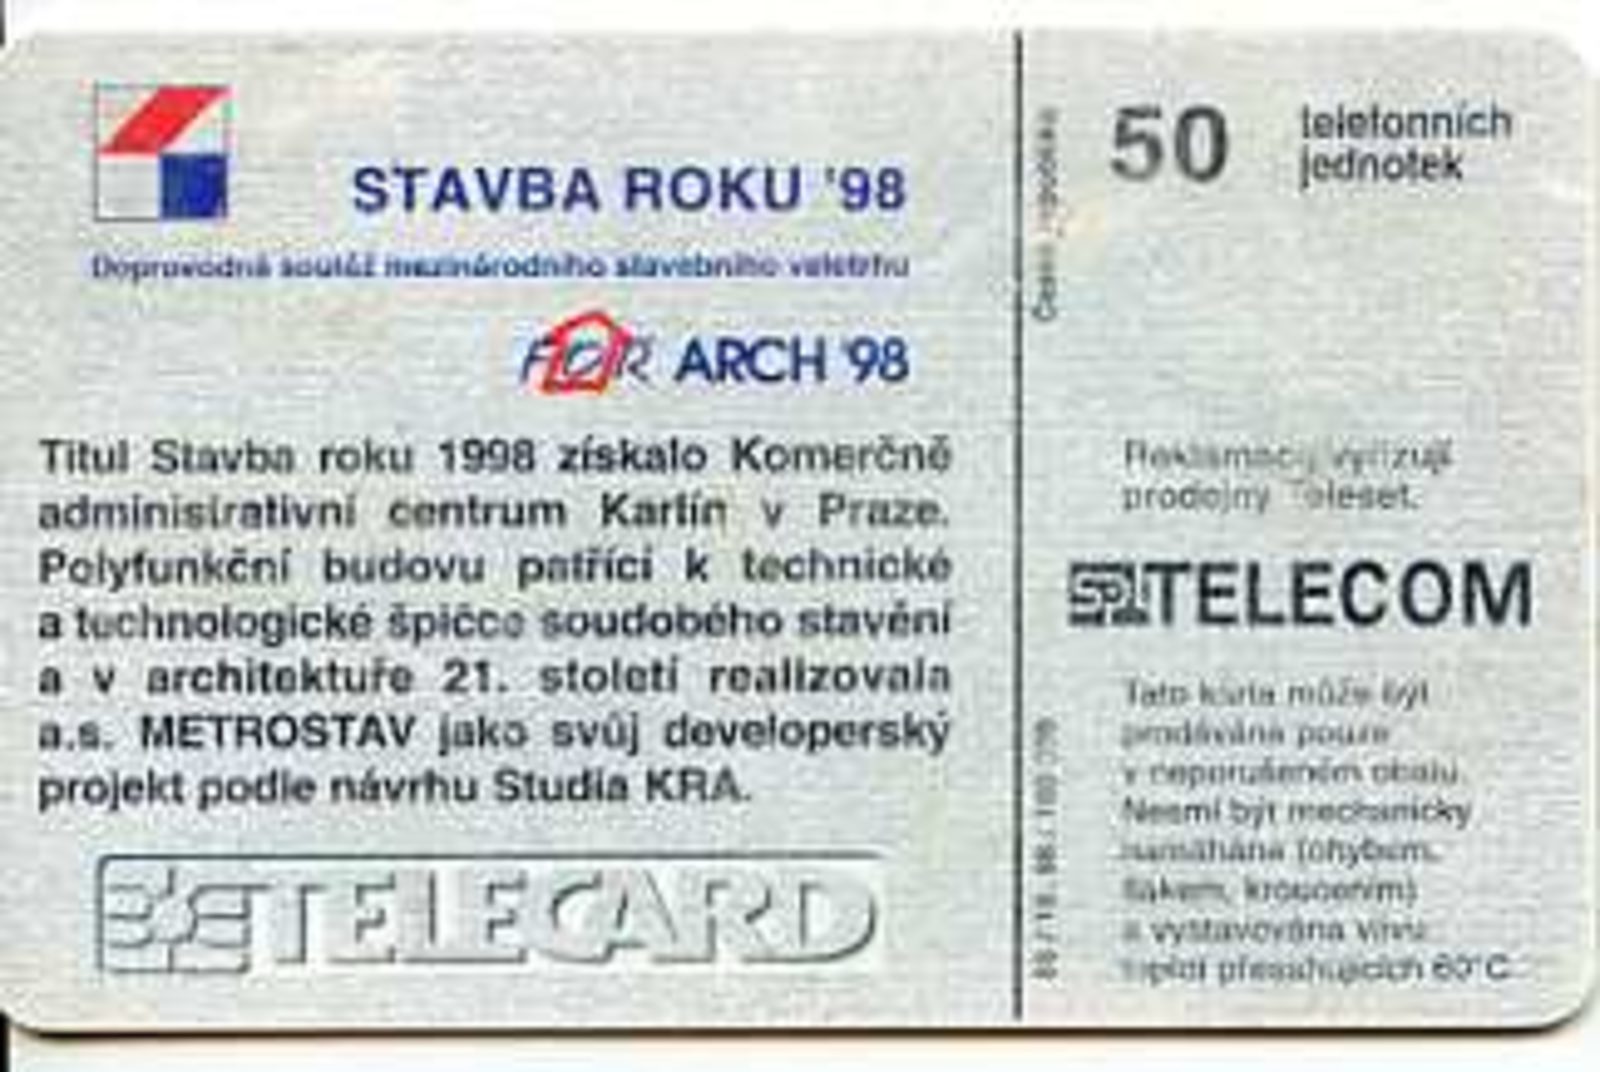 STAVBA ROKU '98
Doprovodná soutěž mezinárodního stavebního veletrhu
FOR ARCH '98
Titul Stavba roku 1998 získalo Komerčně
administrativní centrum Karlín v Praze.
Polyfunkční budovu patřící k technické
a technologické špičce soudobého stavění
a v architektuře 21. století realizovala
a.s. METROSTAV jako svůj developerský
projekt podle návrhu Studia KRA.
TELECARD
50 telefonních
jednotek
Reklamace vyřizují
prodejny Teleset.
SPT TELECOM
Tato karta může být
prodávána pouze
v neporušeném obalu.
Nesmí být mechanicky
namáhána (ohybem,
tlakem, kroucením)
a vystavována vlivu
teplot přesahujících 60°C